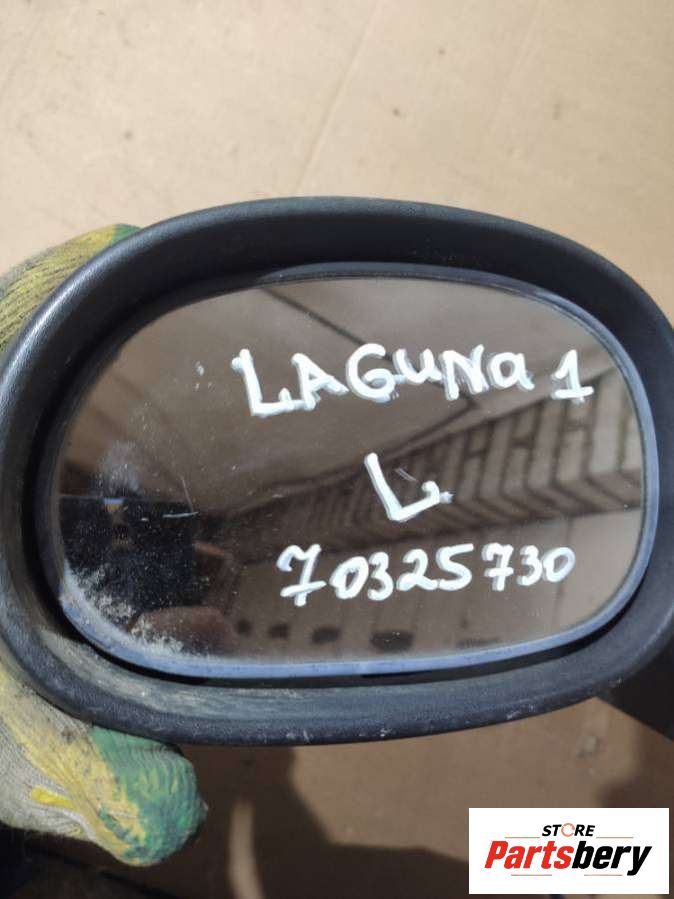 LAGUNa 1
L
70325730
STORE
Partsbery